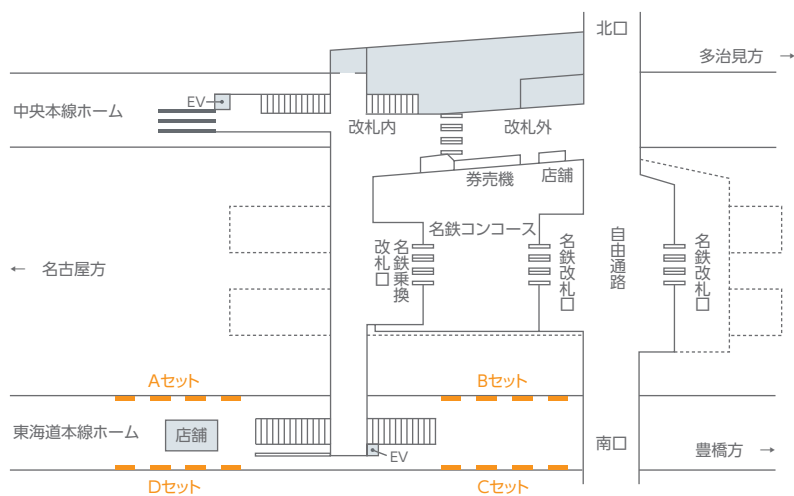 北口
多治見方 →
EV
中央本線ホーム
改札内
改札外
券売機
店舗
名鉄コンコース
名鉄乗換
改札口
名鉄改札口
自由通路
名鉄改札口
← 名古屋方
Aセット
Bセット
東海道本線ホーム
店舗
EV
南口
豊橋方 →
Dセット
Cセット